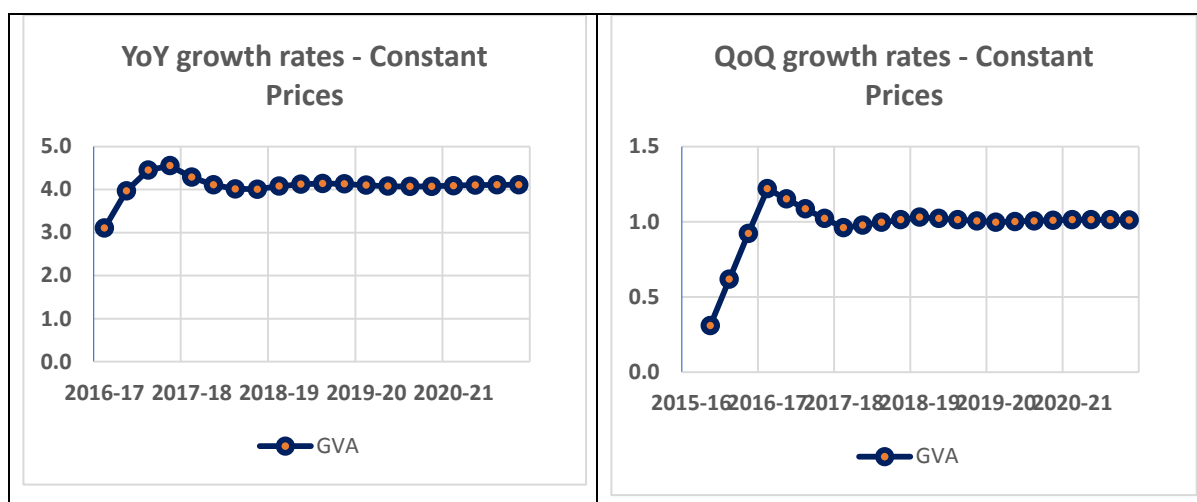 YoY growth rates - Constant
Prices
5.0
4.0
3.0
2.0
1.0
0.0
2016-17 2017-18 2018-19 2019-20 2020-21
GVA
QoQ growth rates - Constant
Prices
1.5
1.0
0.5
0.0
2015-16 2016-17 2017-18 2018-19 2019-20 2020-21
GVA